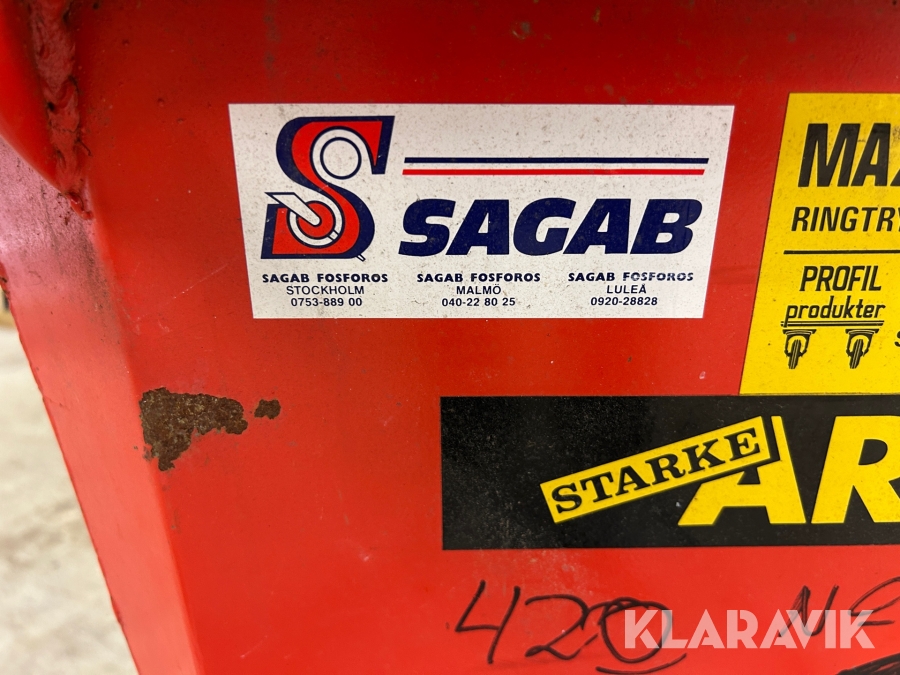 S
SAGAB
SAGAB FOSFOROS
STOCKHOLM
0753-889 00
SAGAB FOSFOROS
MALMÖ
040-22 80 25
SAGAB FOSFOROS
LULEÅ
0920-28828
MA
RINGTRY
PROFIL
produkter
S
STARKE
AR
420
KLARAVIK